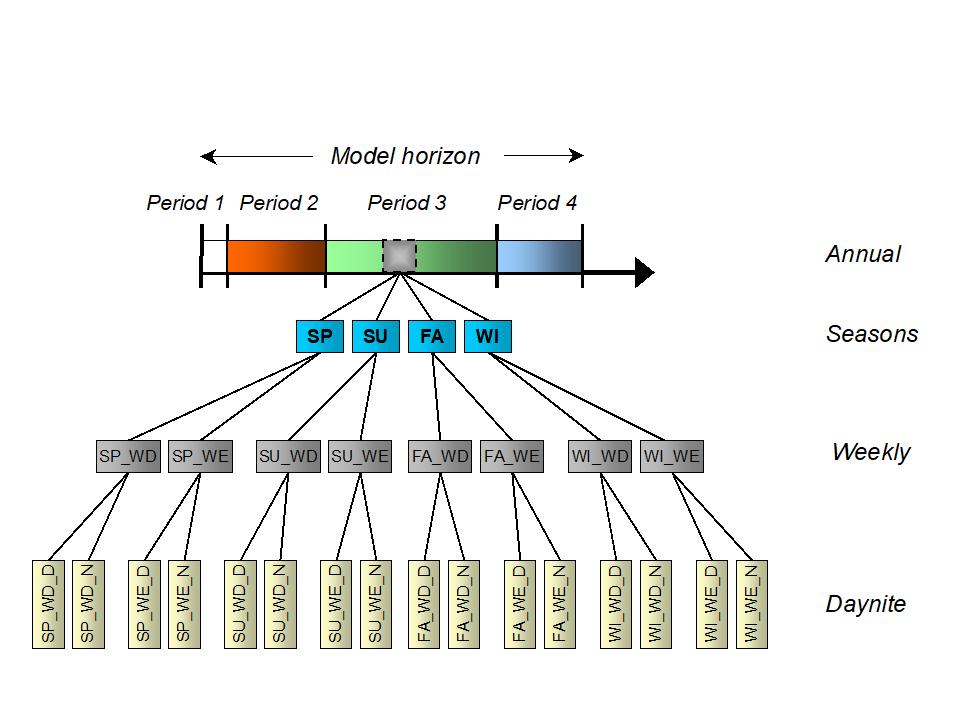 Model horizon
Period 1 Period 2 Period 3 Period 4
Annual
SP SU FA WI Seasons
SP_WD SP_WE SU_WD SU_WE FA_WD FA_WE WI_WD WI_WE Weekly
SP_WD_D SP_WD_N SP_WE_D SP_WE_N SU_WD_D SU_WD_N SU_WE_D SU_WE_N FA_WD_D FA_WD_N FA_WE_D FA_WE_N WI_WD_D WI_WD_N WI_WE_D WI_WE_N Daynite